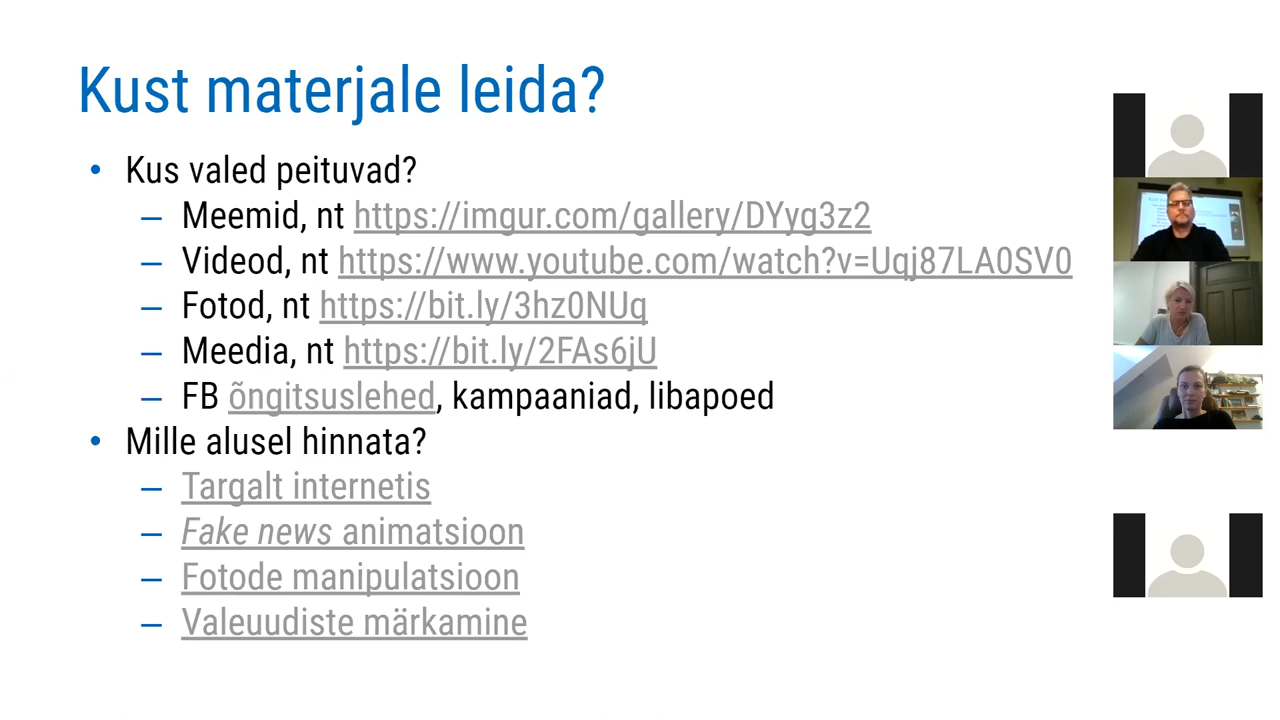 Kust materjale leida?
• Kus valed peituvad?
– Meemid, nt https://imgur.com/gallery/DYyg3z2
– Videod, nt https://www.youtube.com/watch?v=Uqj87LA0SV0
– Fotod, nt https://bit.ly/3hz0NUq
– Meedia, nt https://bit.ly/2FAs6jU
– FB õngitsuslehed, kampaaniad, libapoed
• Mille alusel hinnata?
– Targalt internetis
– Fake news animatsioon
– Fotode manipulatsioon
– Valeuudiste märkamine